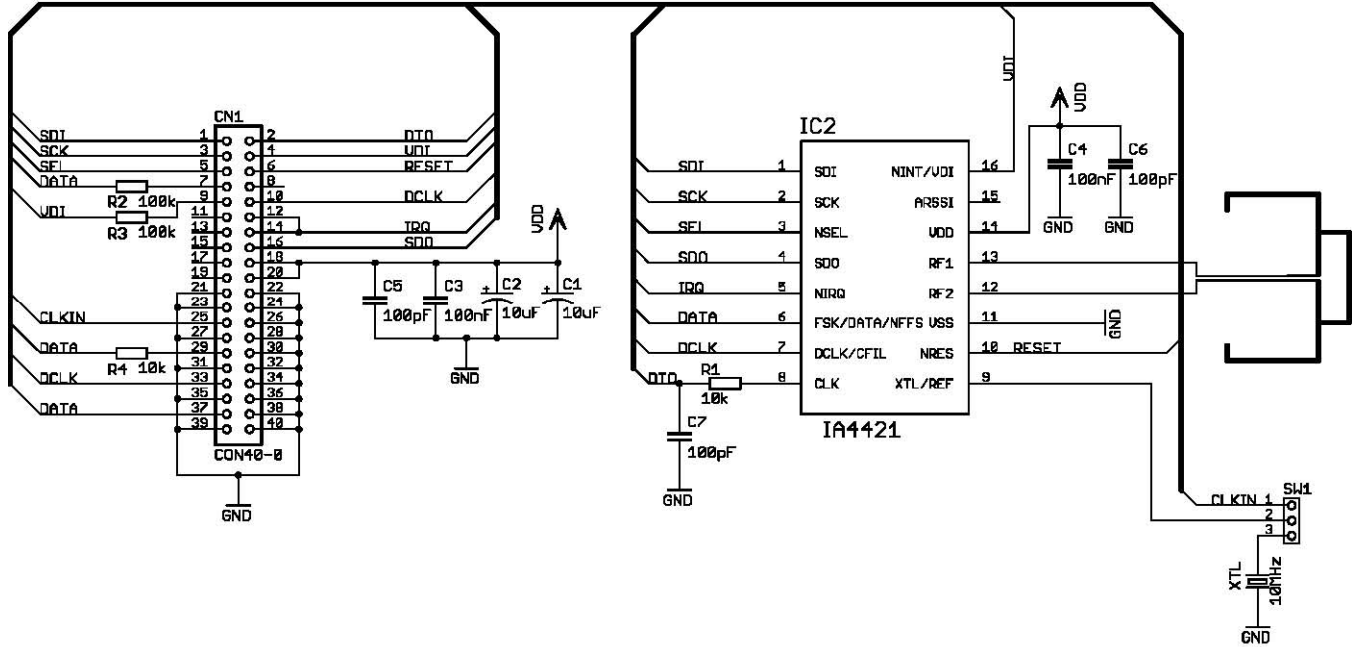 CN1
SDI 1 2 DTO
SCK 3 4 VDI
SEL 5 6 RESET
DATA R2 100k 7 8
VDI R3 100k 9 10 DCLK
11 12
13 14 IRQ
15 16 SDO
17 18
19 20
21 22
23 24
CLKIN 25 26
27 28
DATA R4 10k 29 30
31 32
DCLK 33 34
35 36
DATA 37 38
39 40
CON40-0
GND
VDD
C5 100pF
C3 100nF
+ C2 10uF
+ C1 10uF
GND
IC2
SDI 1 SDI
SCK 2 SCK
SEL 3 NSEL
SDO 4 SDO
IRQ 5 NIRQ
DATA 6 FSK/DATA/NFFS
DCLK 7 DCLK/CFIL
DTO R1 10k 8 CLK
C7 100pF
GND
NINT/VDI 16 VDI
ARSSI 15
VDD 14
RF1 13
RF2 12
VSS 11 GND
NRES 10 RESET
XTL/REF 9
IA4421
VDD
C4 100nF
C6 100pF
GND GND
SW1
CLKIN 1
2
3
XTL 10MHz
GND